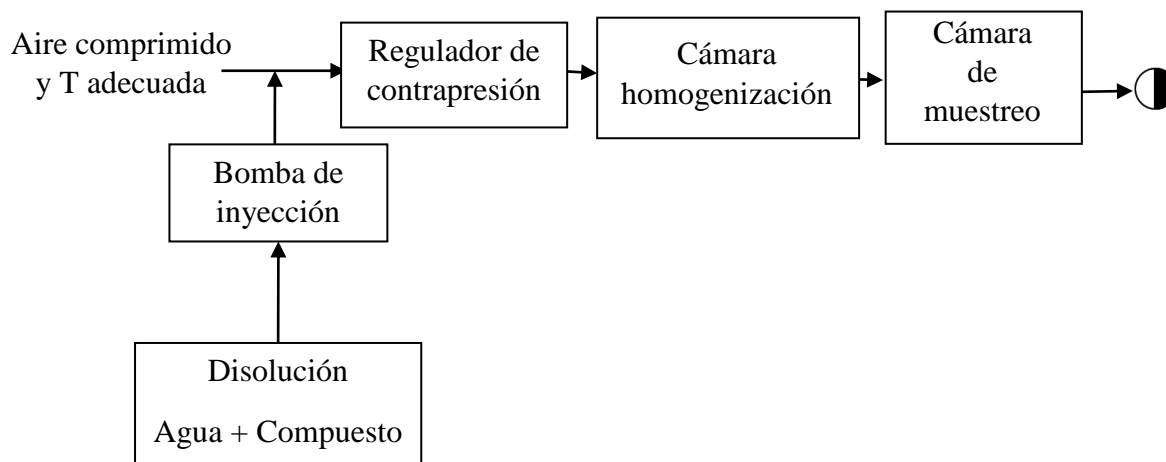 Aire comprimido
y T adecuada
Regulador de
contrapresión
Cámara
homogenización
Cámara
de
muestreo
Bomba de
inyección
Disolución
Agua + Compuesto